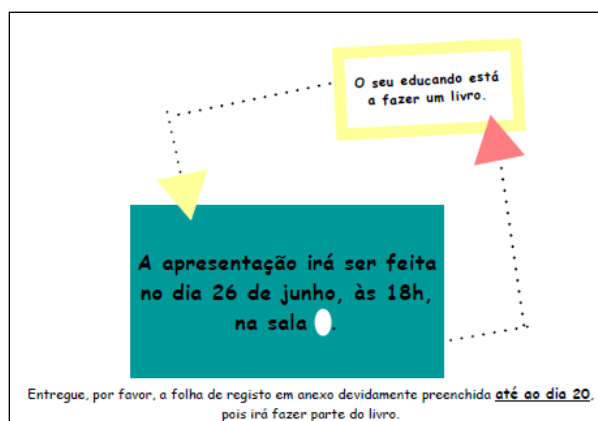 O seu educando está
a fazer um livro.
A apresentação irá ser feita
no dia 26 de junho, às 18h,
na sala .
Entregue, por favor, a folha de registo em anexo devidamente preenchida até ao dia 20,
pois irá fazer parte do livro.